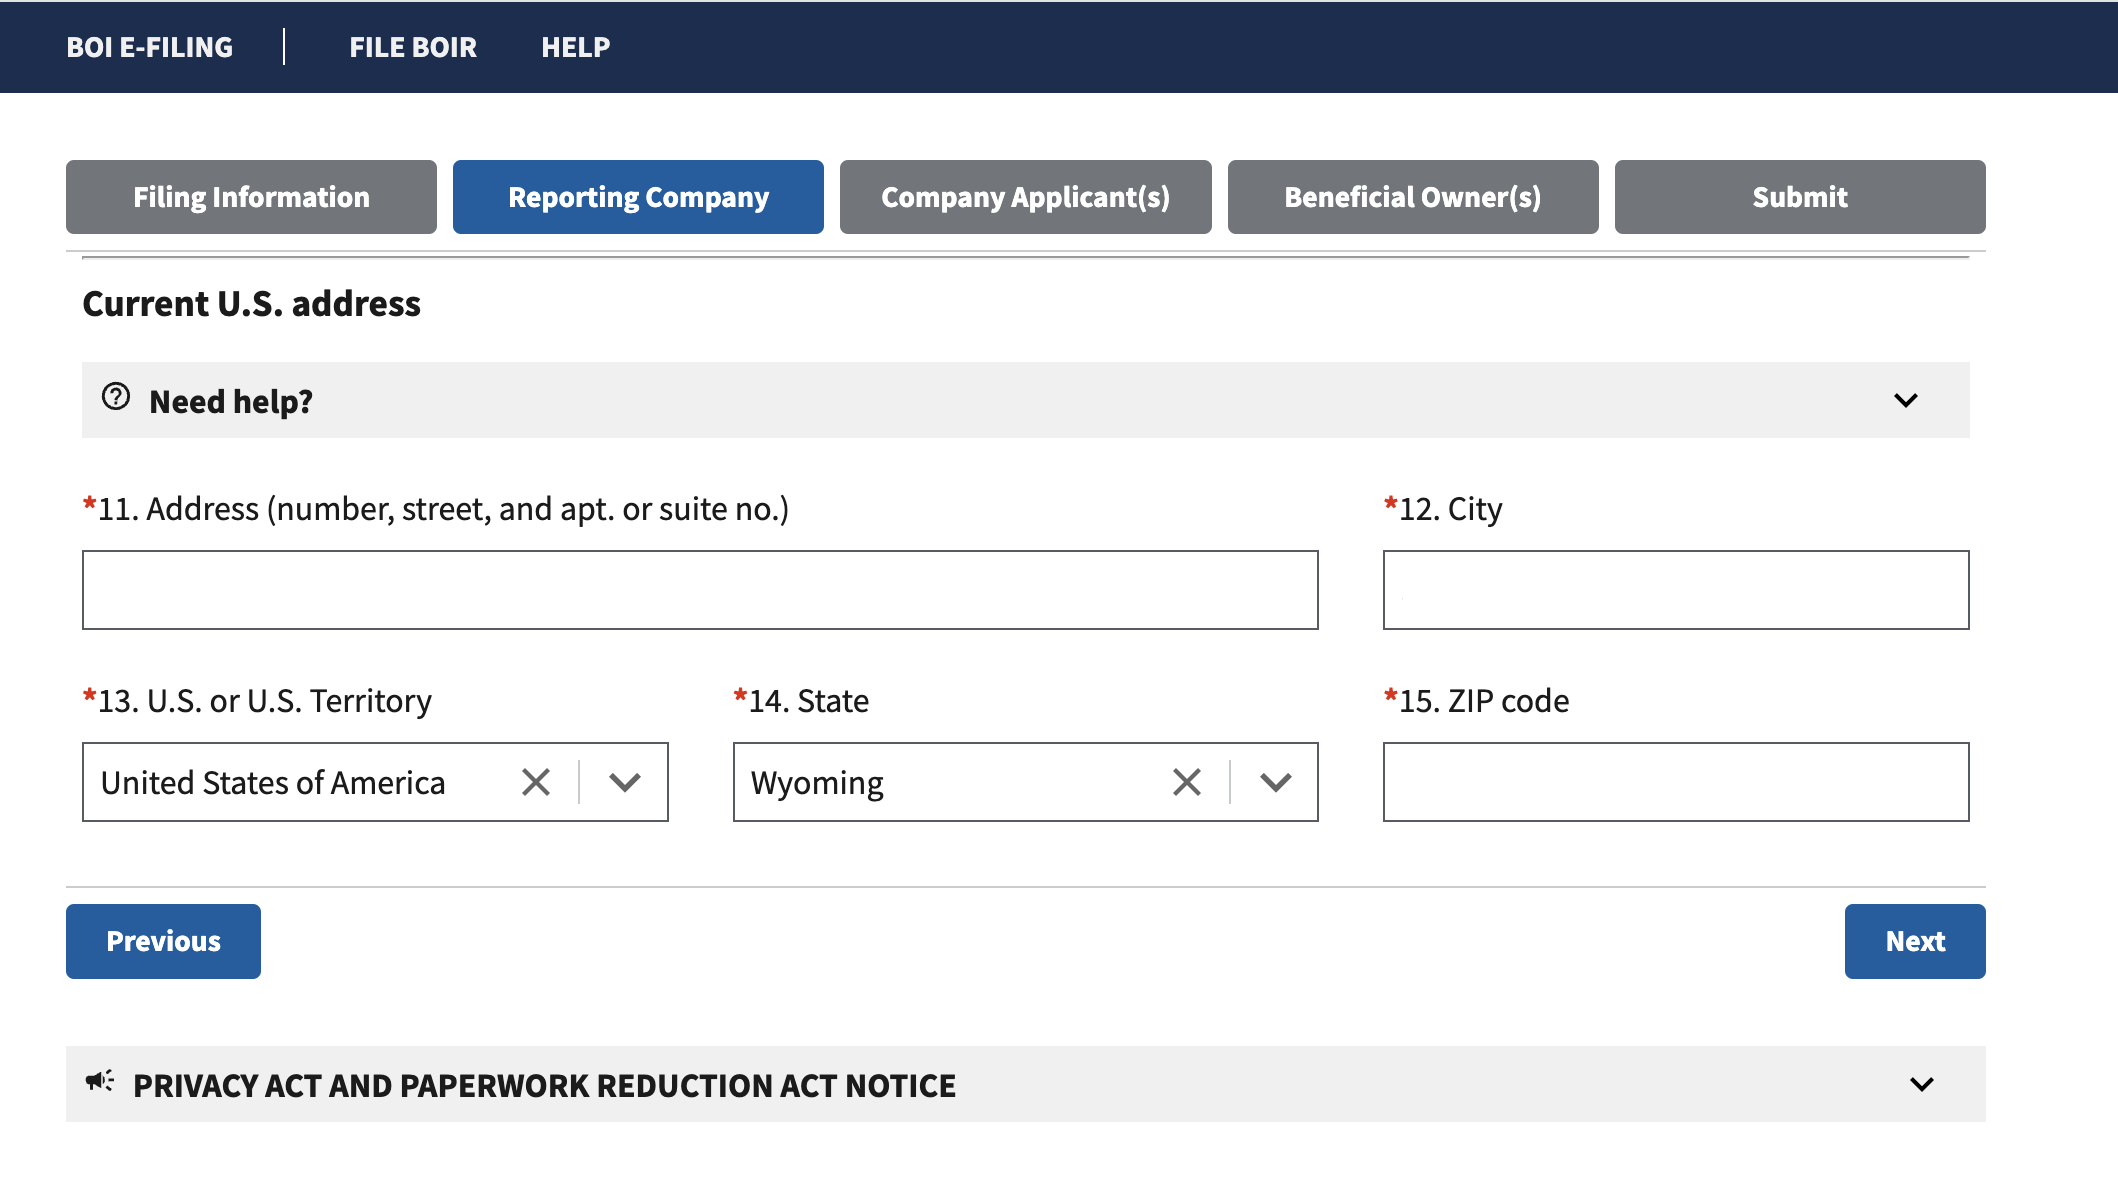 BOI E-FILING | FILE BOIR HELP
Filing Information Reporting Company Company Applicant(s) Beneficial Owner(s) Submit
Current U.S. address
Need help?
*11. Address (number, street, and apt. or suite no.) *12. City
*13. U.S. or U.S. Territory *14. State *15. ZIP code
United States of America Wyoming
Previous Next
PRIVACY ACT AND PAPERWORK REDUCTION ACT NOTICE